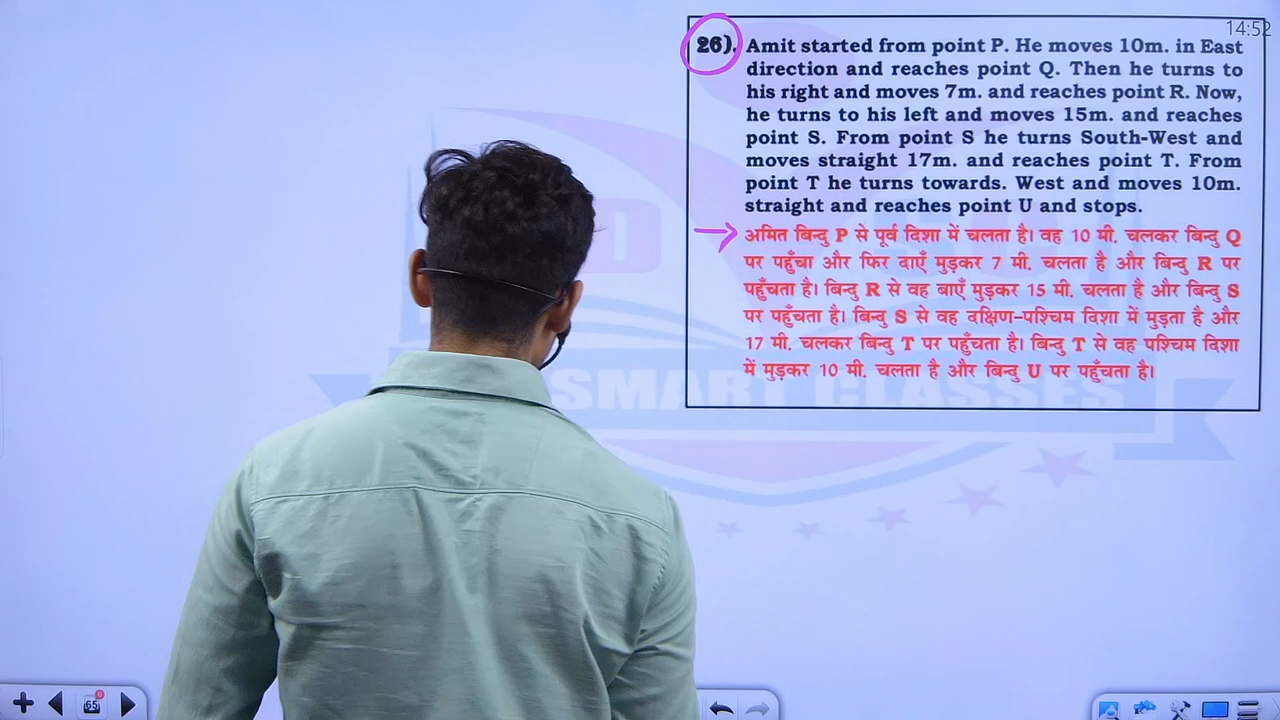 14:52
26). Amit started from point P. He moves 10m. in East
direction and reaches point Q. Then he turns to
his right and moves 7m. and reaches point R. Now,
he turns to his left and moves 15m. and reaches
point S. From point S he turns South-West and
moves straight 17m. and reaches point T. From
point T he turns towards. West and moves 10m.
straight and reaches point U and stops.
अमित बिन्दु P से पूर्व दिशा में चलता है। वह 10 मी. चलकर बिन्दु Q
पर पहुँचा और फिर दाएँ मुड़कर 7 मी. चलता है और बिन्दु R पर
पहुँचता है। बिन्दु R से वह बाएँ मुड़कर 15 मी. चलता है और बिन्दु S
पर पहुँचता है। बिन्दु S से वह दक्षिण-पश्चिम दिशा में मुड़ता है और
17 मी. चलकर बिन्दु T पर पहुँचता है। बिन्दु T से वह पश्चिम दिशा
में मुड़कर 10 मी. चलता है और बिन्दु U पर पहुँचता है।
SMART CLASSES
65